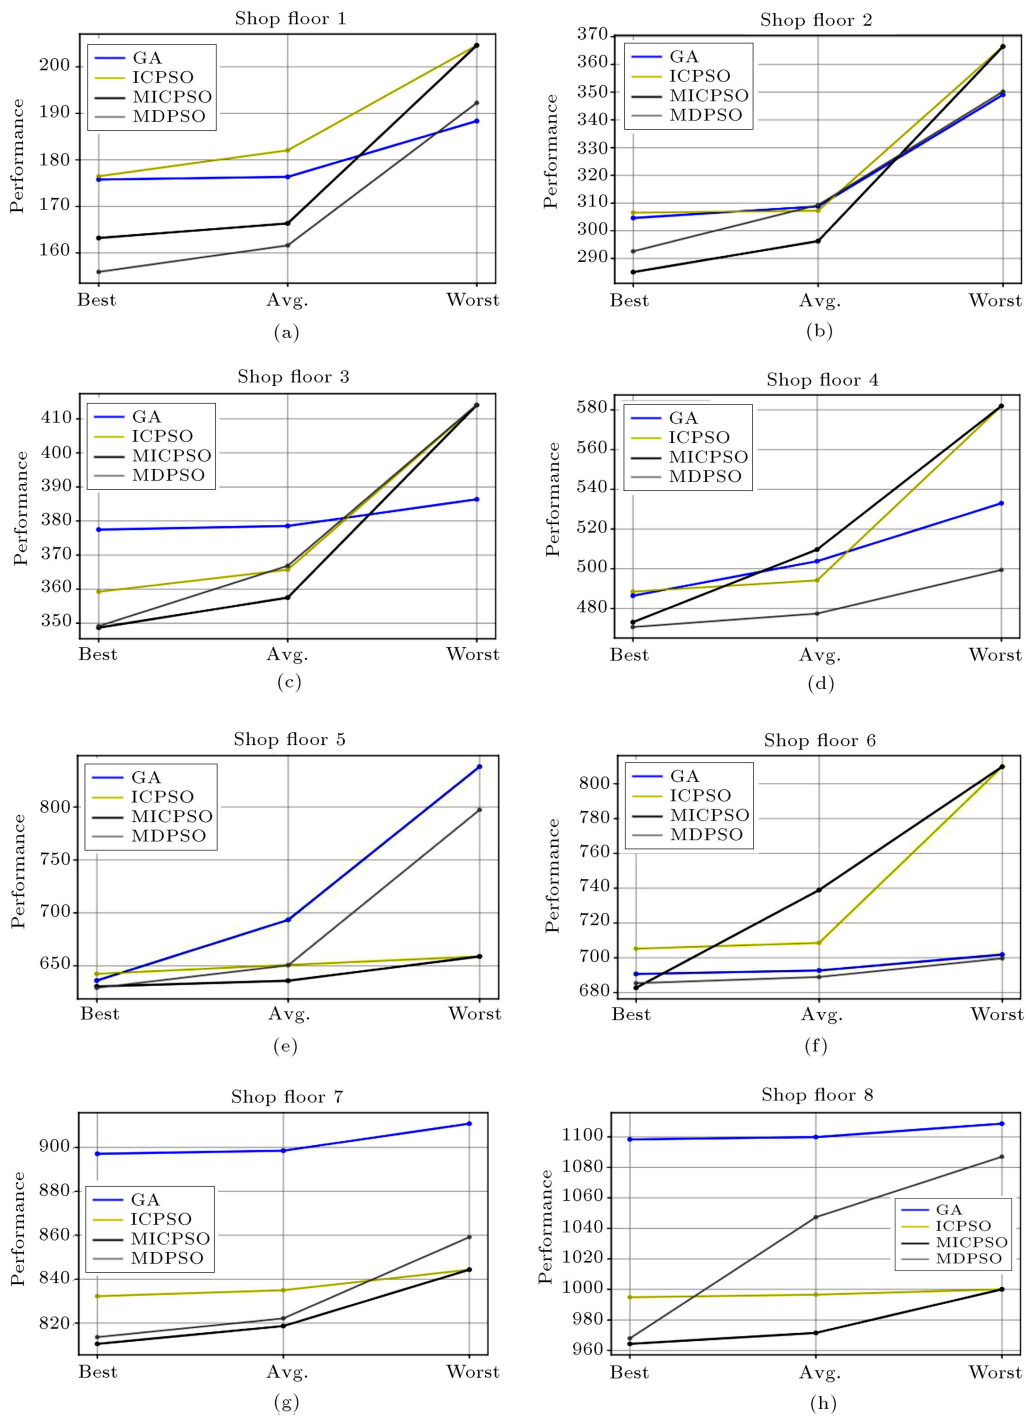 Shop floor 1
200
190
180
170
160
Performance
GA
ICPSO
MICPSO
MDPSO
Best Avg. Worst
(a)
Shop floor 2
370
360
350
340
330
320
310
300
290
Performance
GA
ICPSO
MICPSO
MDPSO
Best Avg. Worst
(b)
Shop floor 3
410
400
390
380
370
360
350
Performance
GA
ICPSO
MICPSO
MDPSO
Best Avg. Worst
(c)
Shop floor 4
580
560
540
520
500
480
Performance
GA
ICPSO
MICPSO
MDPSO
Best Avg. Worst
(d)
Shop floor 5
800
750
700
650
Performance
GA
ICPSO
MICPSO
MDPSO
Best Avg. Worst
(e)
Shop floor 6
800
780
760
740
720
700
680
Performance
GA
ICPSO
MICPSO
MDPSO
Best Avg. Worst
(f)
Shop floor 7
900
880
860
840
820
Performance
GA
ICPSO
MICPSO
MDPSO
Best Avg. Worst
(g)
Shop floor 8
1100
1080
1060
1040
1020
1000
980
960
Performance
GA
ICPSO
MICPSO
MDPSO
Best Avg. Worst
(h)